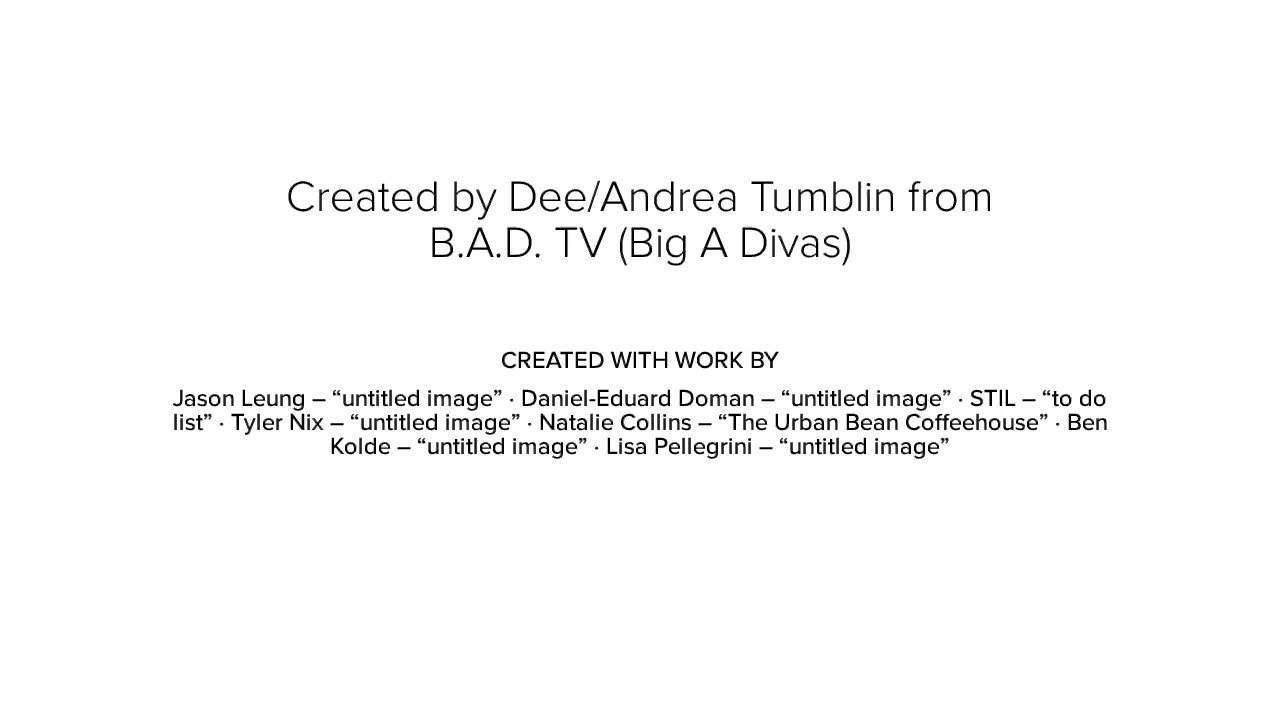 Created by Dee/Andrea Tumblin from
B.A.D. TV (Big A Divas)
CREATED WITH WORK BY
Jason Leung – “untitled image” · Daniel-Eduard Doman – “untitled image” · STIL – “to do
list” · Tyler Nix – “untitled image” · Natalie Collins – “The Urban Bean Coffeehouse” · Ben
Kolde – “untitled image” · Lisa Pellegrini – “untitled image”